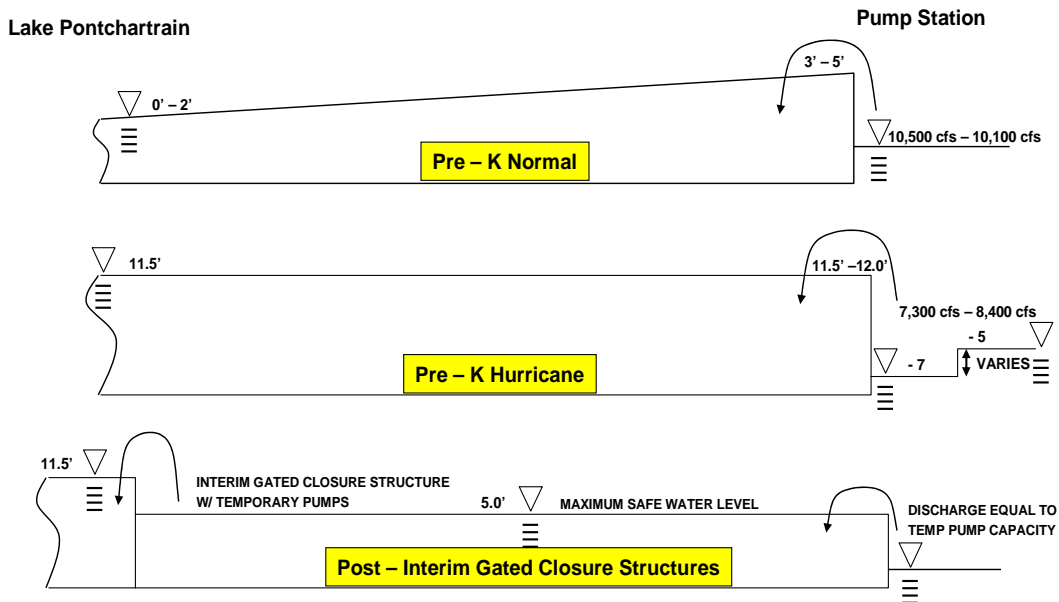 Lake Pontchartrain
Pump Station
3' – 5'
0' – 2'
10,500 cfs – 10,100 cfs
Pre – K Normal
11.5'
11.5' –12.0'
7,300 cfs – 8,400 cfs
- 5
- 7
VARIES
Pre – K Hurricane
11.5'
INTERIM GATED CLOSURE STRUCTURE
W/ TEMPORARY PUMPS
5.0'
MAXIMUM SAFE WATER LEVEL
DISCHARGE EQUAL TO
TEMP PUMP CAPACITY
Post – Interim Gated Closure Structures